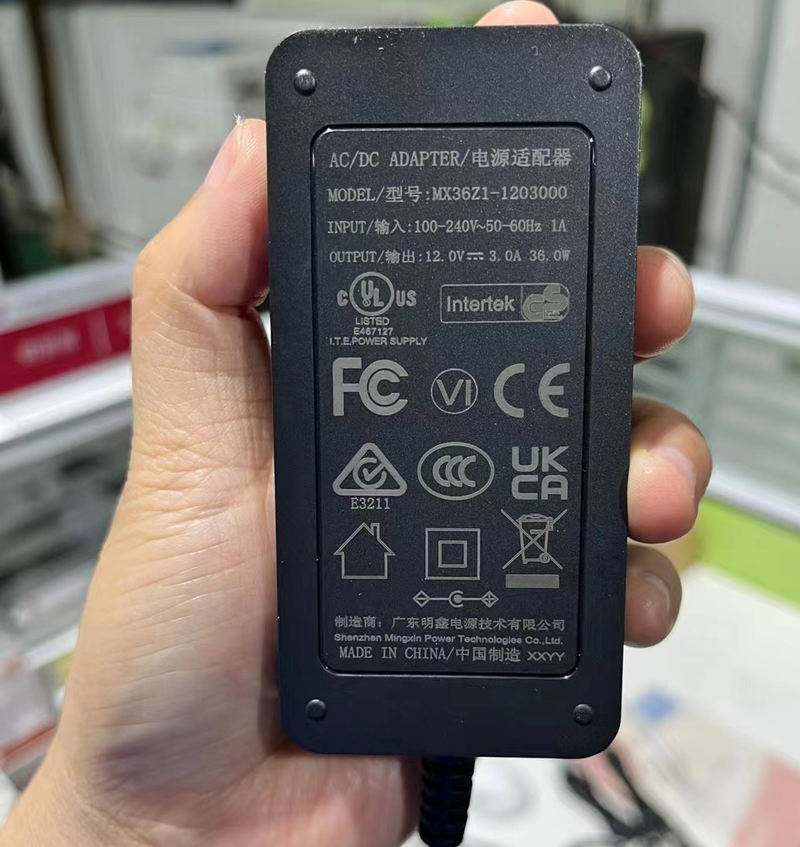 AC/DC ADAPTER/电源适配器
MODEL/型号:MX36Z1-1203000
INPUT/输入:100-240V~50-60Hz 1A
OUTPUT/输出:12.0V⎓ 3.0A 36.0W
c UL US
LISTED
E467127
I.T.E.POWER SUPPLY
Intertek GS
FC VI CE
CCC
UK
CA
E3211
制造商：广东明鑫电源技术有限公司
Shenzhen Mingxin Power Technologies Co.,Ltd.
MADE IN CHINA/中国制造 XXYY